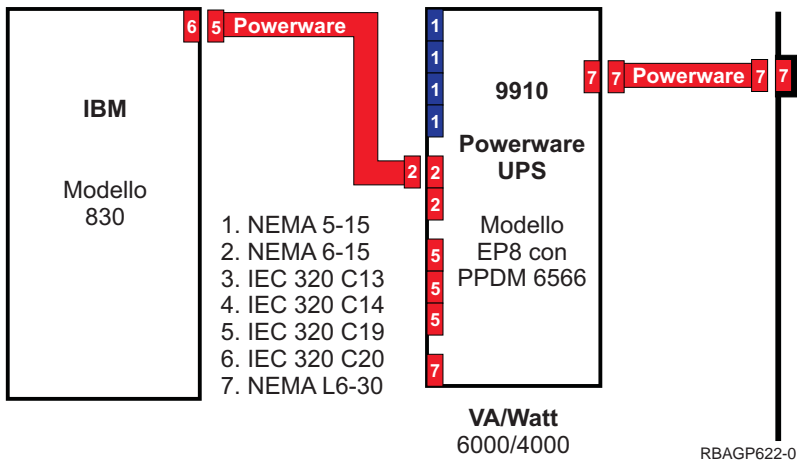 6 5 Powerware
IBM
Modello
830
2
1. NEMA 5-15
2. NEMA 6-15
3. IEC 320 C13
4. IEC 320 C14
5. IEC 320 C19
6. IEC 320 C20
7. NEMA L6-30
1
1
1
1
2
2
5
5
5
7
9910
Powerware
UPS
Modello
EP8 con
PPDM 6566
VA/Watt
6000/4000
7 7 Powerware 7 7
RBAGP622-0